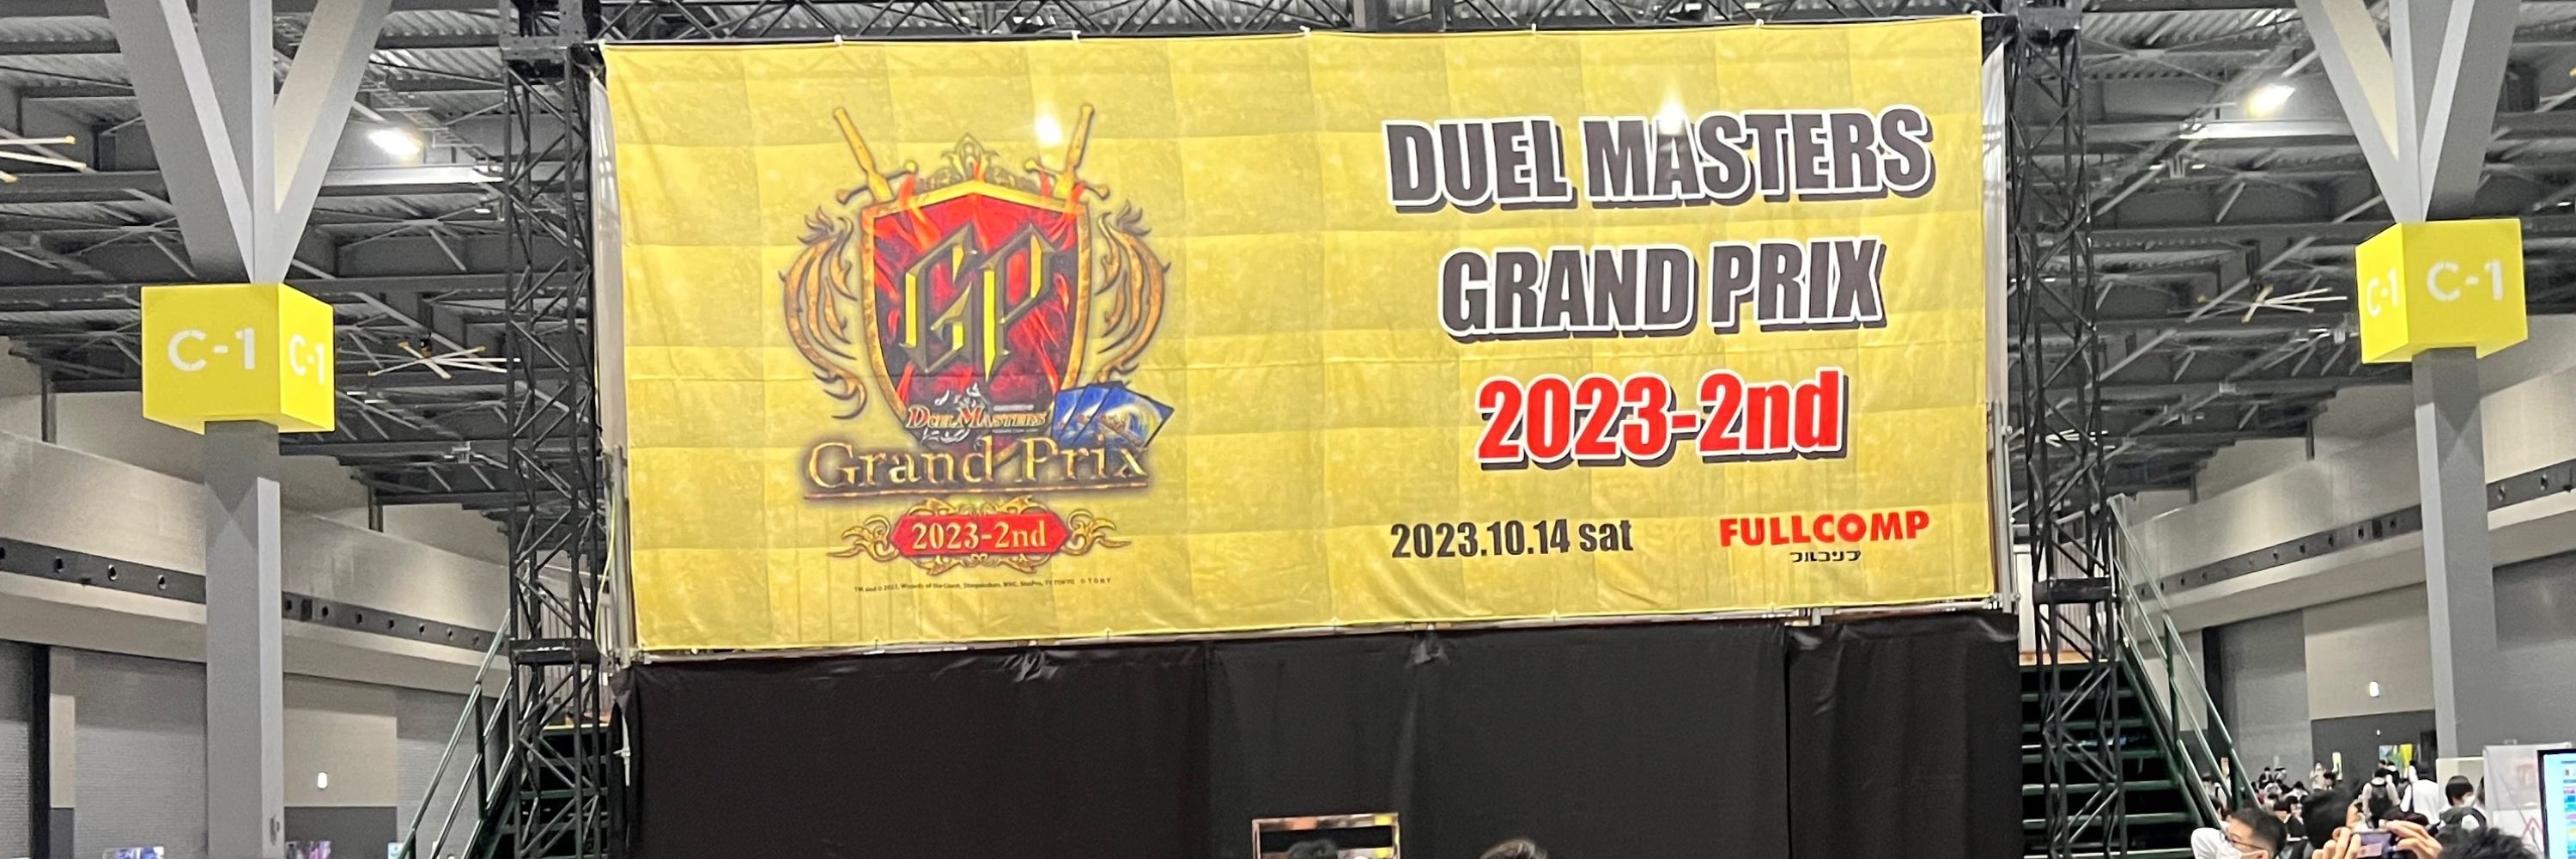 C-1 C-1
GP
DUEL MASTERS
Grand Prix
2023-2nd
DUEL MASTERS
GRAND PRIX
2023-2nd
2023.10.14 sat
FULLCOMP
フルコンプ
C-1 C-1